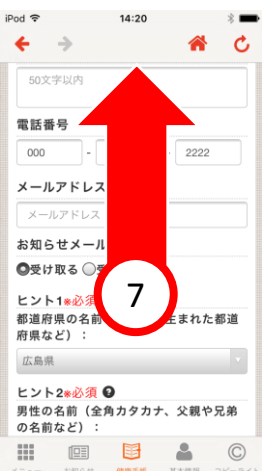 iPod 14:20
50文字以内
電話番号
000 - - 2222
メールアドレス
メールアドレス
お知らせメール
受け取る
7
ヒント1※必須
都道府県の名前 生まれた都道
府県など）：
広島県
ヒント2※必須 ?
男性の名前（全角カタカナ、父親や兄弟
の名前など）：
©